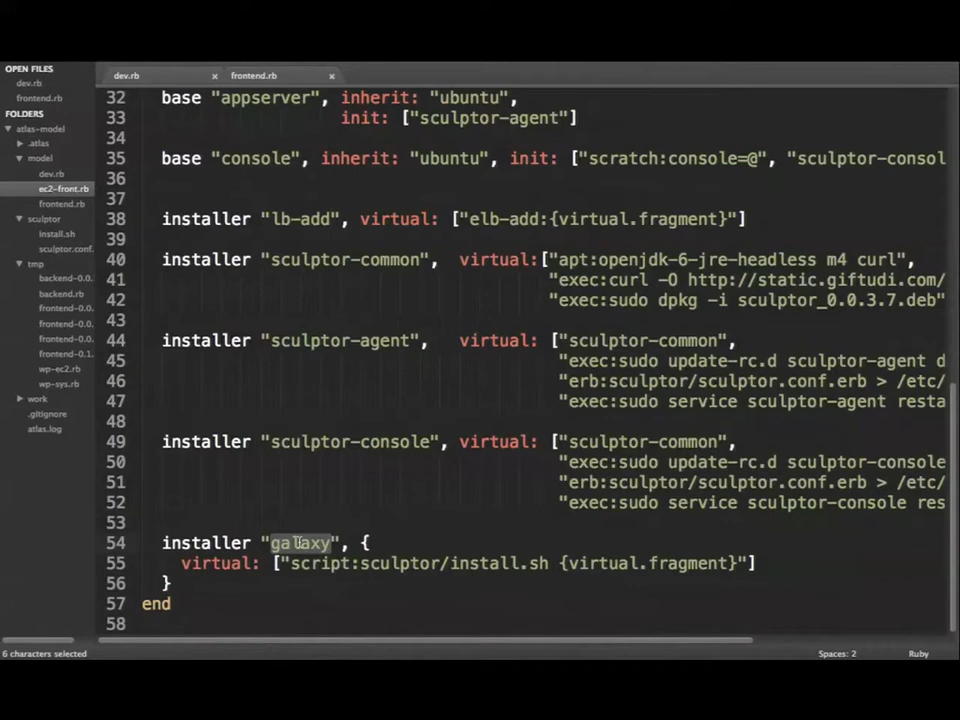 OPEN FILES
dev.rb
frontend.rb
FOLDERS
atlas-model
.atlas
model
dev.rb
ec2-front.rb
frontend.rb
sculptor
install.sh
sculptor.conf.
tmp
backend-0.0.
backend.rb
frontend-0.0.
frontend-0.0.
frontend-0.0.
frontend-0.1.
wp-ec2.rb
wp-sys.rb
work
.gitignore
atlas.log
dev.rb × frontend.rb ×
32 base "appserver", inherit: "ubuntu",
33 init: ["sculptor-agent"]
34
35 base "console", inherit: "ubuntu", init: ["scratch:console=@", "sculptor-consol
36
37
38 installer "lb-add", virtual: ["elb-add:{virtual.fragment}"]
39
40 installer "sculptor-common", virtual:["apt:openjdk-6-jre-headless m4 curl",
41 "exec:curl -O http://static.giftudi.com/
42 "exec:sudo dpkg -i sculptor_0.0.3.7.deb"
43
44 installer "sculptor-agent", virtual: ["sculptor-common",
45 "exec:sudo update-rc.d sculptor-agent d
46 "erb:sculptor/sculptor.conf.erb > /etc/
47 "exec:sudo service sculptor-agent resta
48
49 installer "sculptor-console", virtual: ["sculptor-common",
50 "exec:sudo update-rc.d sculptor-console
51 "erb:sculptor/sculptor.conf.erb > /etc/
52 "exec:sudo service sculptor-console res
53
54 installer "galaxy", {
55 virtual: ["script:sculptor/install.sh {virtual.fragment}"]
56 }
57 end
58
6 characters selected Spaces: 2 Ruby